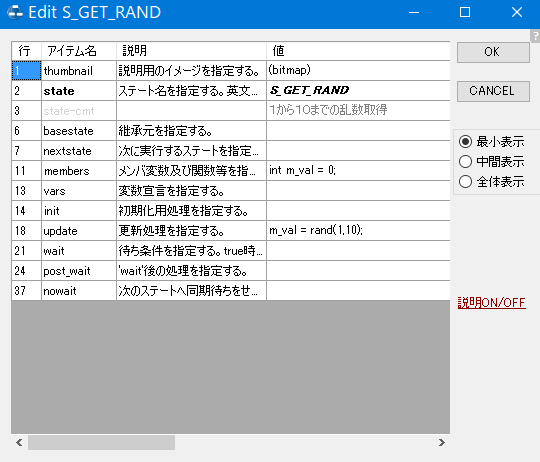 Edit S_GET_RAND
?
行 アイテム名 説明 値
1 thumbnail 説明用のイメージを指定する。 (bitmap)
2 state ステート名を指定する。英文... S_GET_RAND
3 state-cmt 1から10までの乱数取得
6 basestate 継承元を指定する。
7 nextstate 次に実行するステートを指定...
11 members メンバ変数及び関数等を指... int m_val = 0;
13 vars 変数宣言を指定する。
14 init 初期化用処理を指定する。
18 update 更新処理を指定する。 m_val = rand(1,10);
21 wait 待ち条件を指定する。true時...
24 post_wait 'wait'後の処理を指定する。
37 nowait 次のステートへ同期待ちをせ...
OK
CANCEL
最小表示
中間表示
全体表示
説明ON/OFF